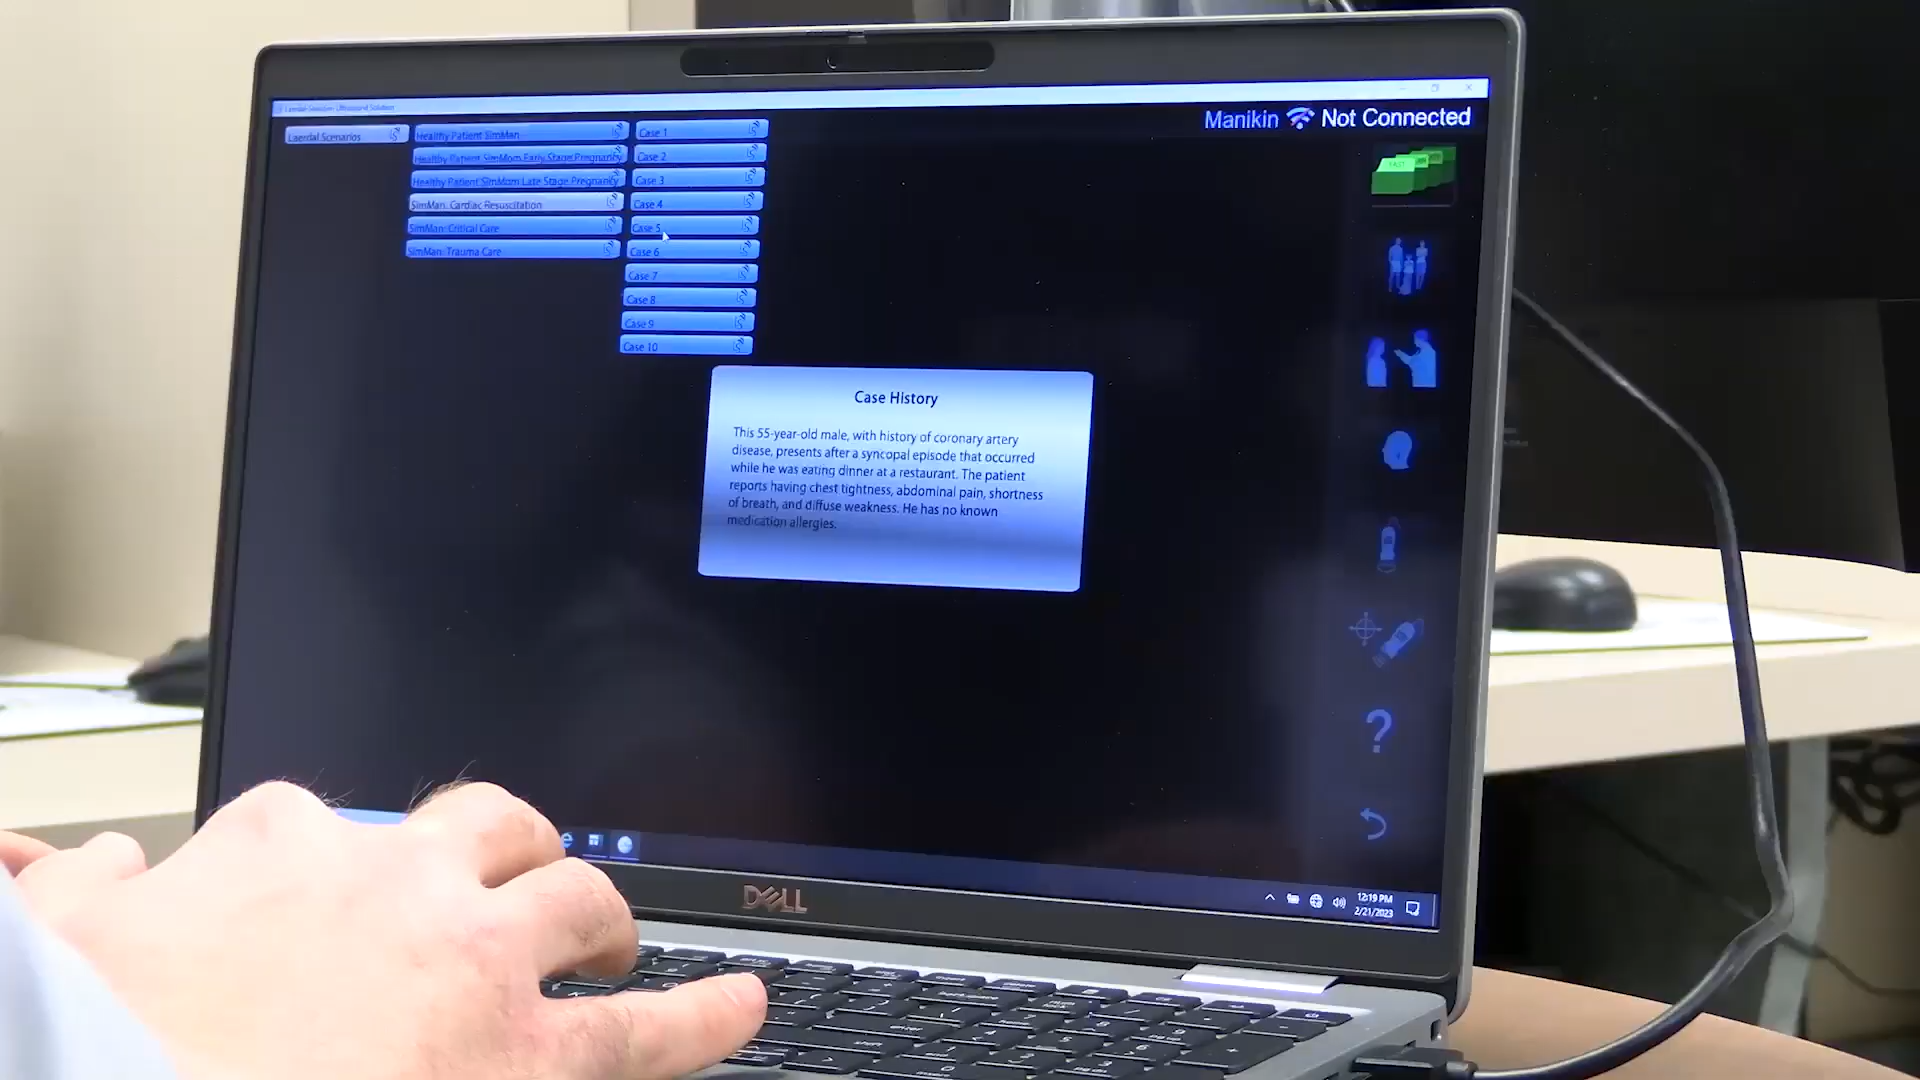 Laerdal-SonoSim Ultrasound Solution
Manikin Not Connected
Laerdal Scenarios
Healthy Patient SimMan
Healthy Patient SimMom Early Stage Pregnancy
Healthy Patient SimMom Late Stage Pregnancy
SimMan: Cardiac Resuscitation
SimMan: Critical Care
SimMan: Trauma Care
Case 1
Case 2
Case 3
Case 4
Case 5
Case 6
Case 7
Case 8
Case 9
Case 10
FAST
Case History
This 55-year-old male, with history of coronary artery
disease, presents after a syncopal episode that occurred
while he was eating dinner at a restaurant. The patient
reports having chest tightness, abdominal pain, shortness
of breath, and diffuse weakness. He has no known
medication allergies.
?
12:19 PM
2/21/2023
DELL